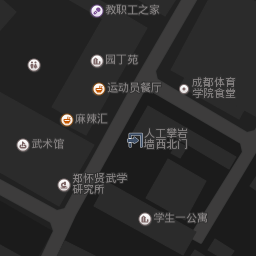 教职工之家
园丁苑
运动员餐厅
成都体育
学院食堂
麻辣汇
人工攀岩
墙西北门
武术馆
郑怀贤武学
研究所
学生一公寓